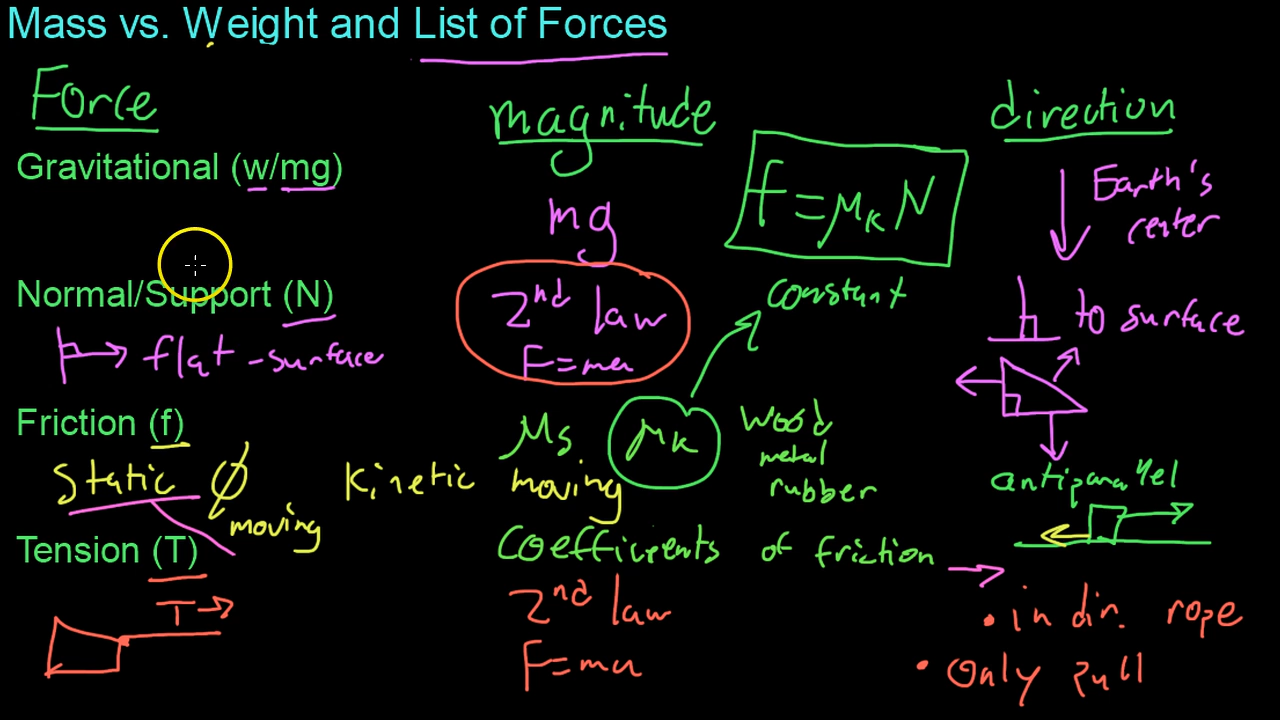 Mass vs. Weight and List of Forces
Force magnitude direction
Gravitational (w/mg)
mg
f = μk N
Earth's
center
Normal/Support (N)
flat - surface
2nd law
F=ma
constant
⊥ to surface
Friction (f)
Static ∅ moving
Kinetic moving
μs μk
wood
metal
rubber
antiparallel
Tension (T)
Coefficients of friction
T
2nd law
F=ma
• in dir. rope
• Only pull